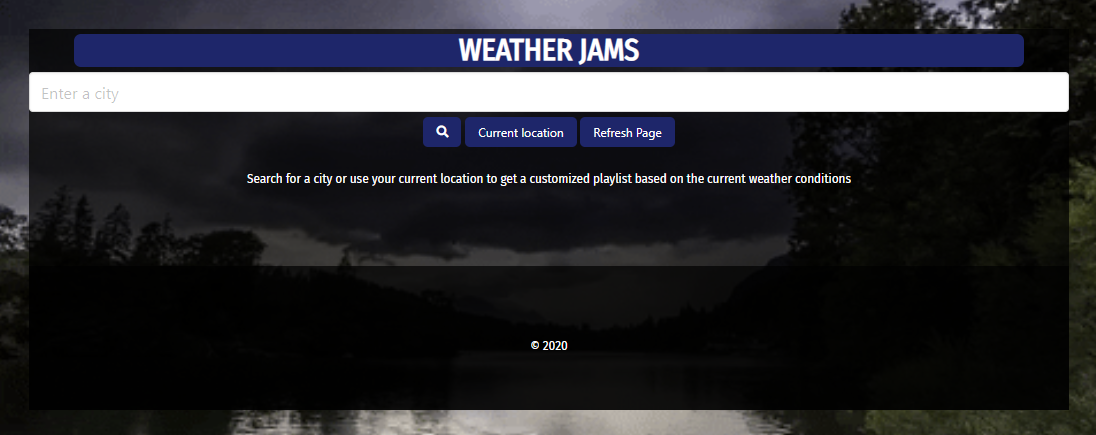 WEATHER JAMS
Enter a city
Current location Refresh Page
Search for a city or use your current location to get a customized playlist based on the current weather conditions
© 2020